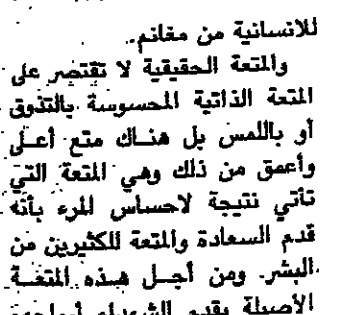 للانسانية من مغانم.
والمتعة الحقيقية لا تقتصر على
المتعة الذاتية المحسوسة بالتذوق
أو باللمس بل هناك متع أعلى
وأعمق من ذلك وهي المتعة التي
تأتي نتيجة لاحساس المرء بأنه
قدم السعادة والمتعة للكثيرين من
البشر. ومن أجل هذه المتعة
الأصيلة يقدم الشهداء أرواحهم